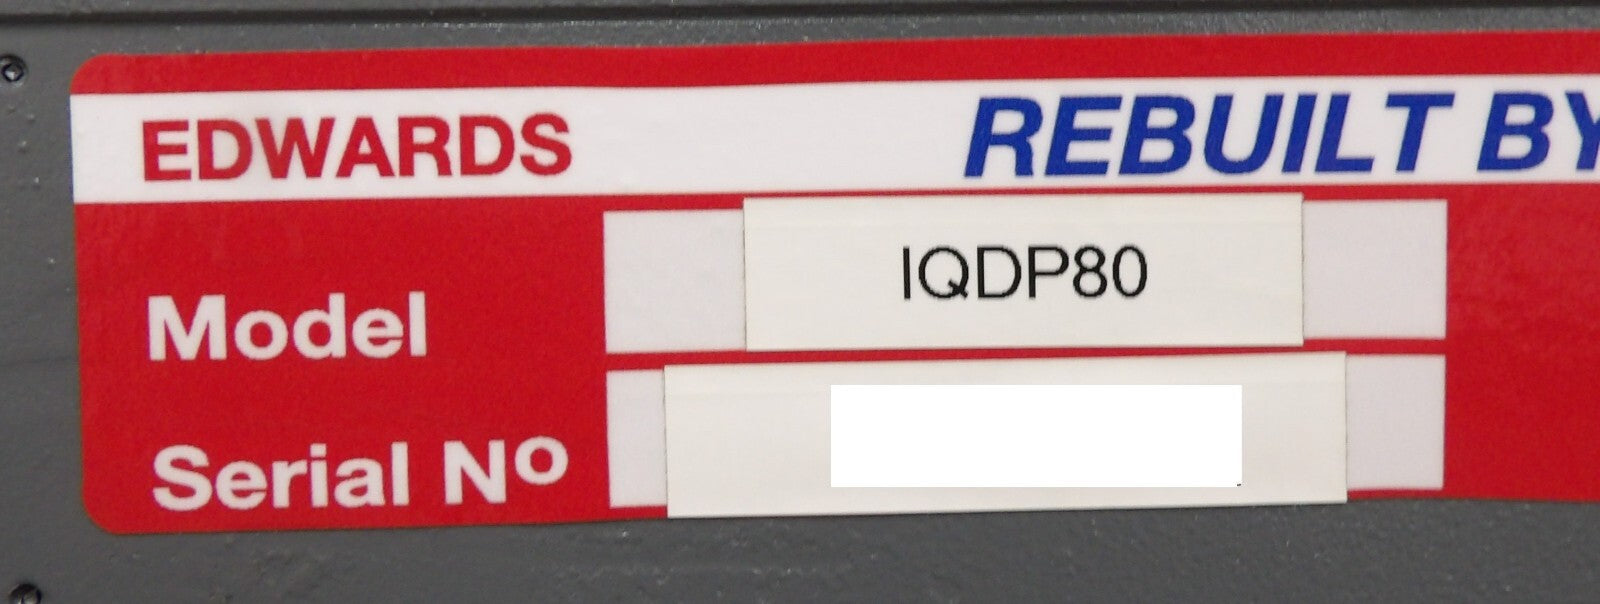 EDWARDS REBUILT BY
Model IQDP80
Serial Nº